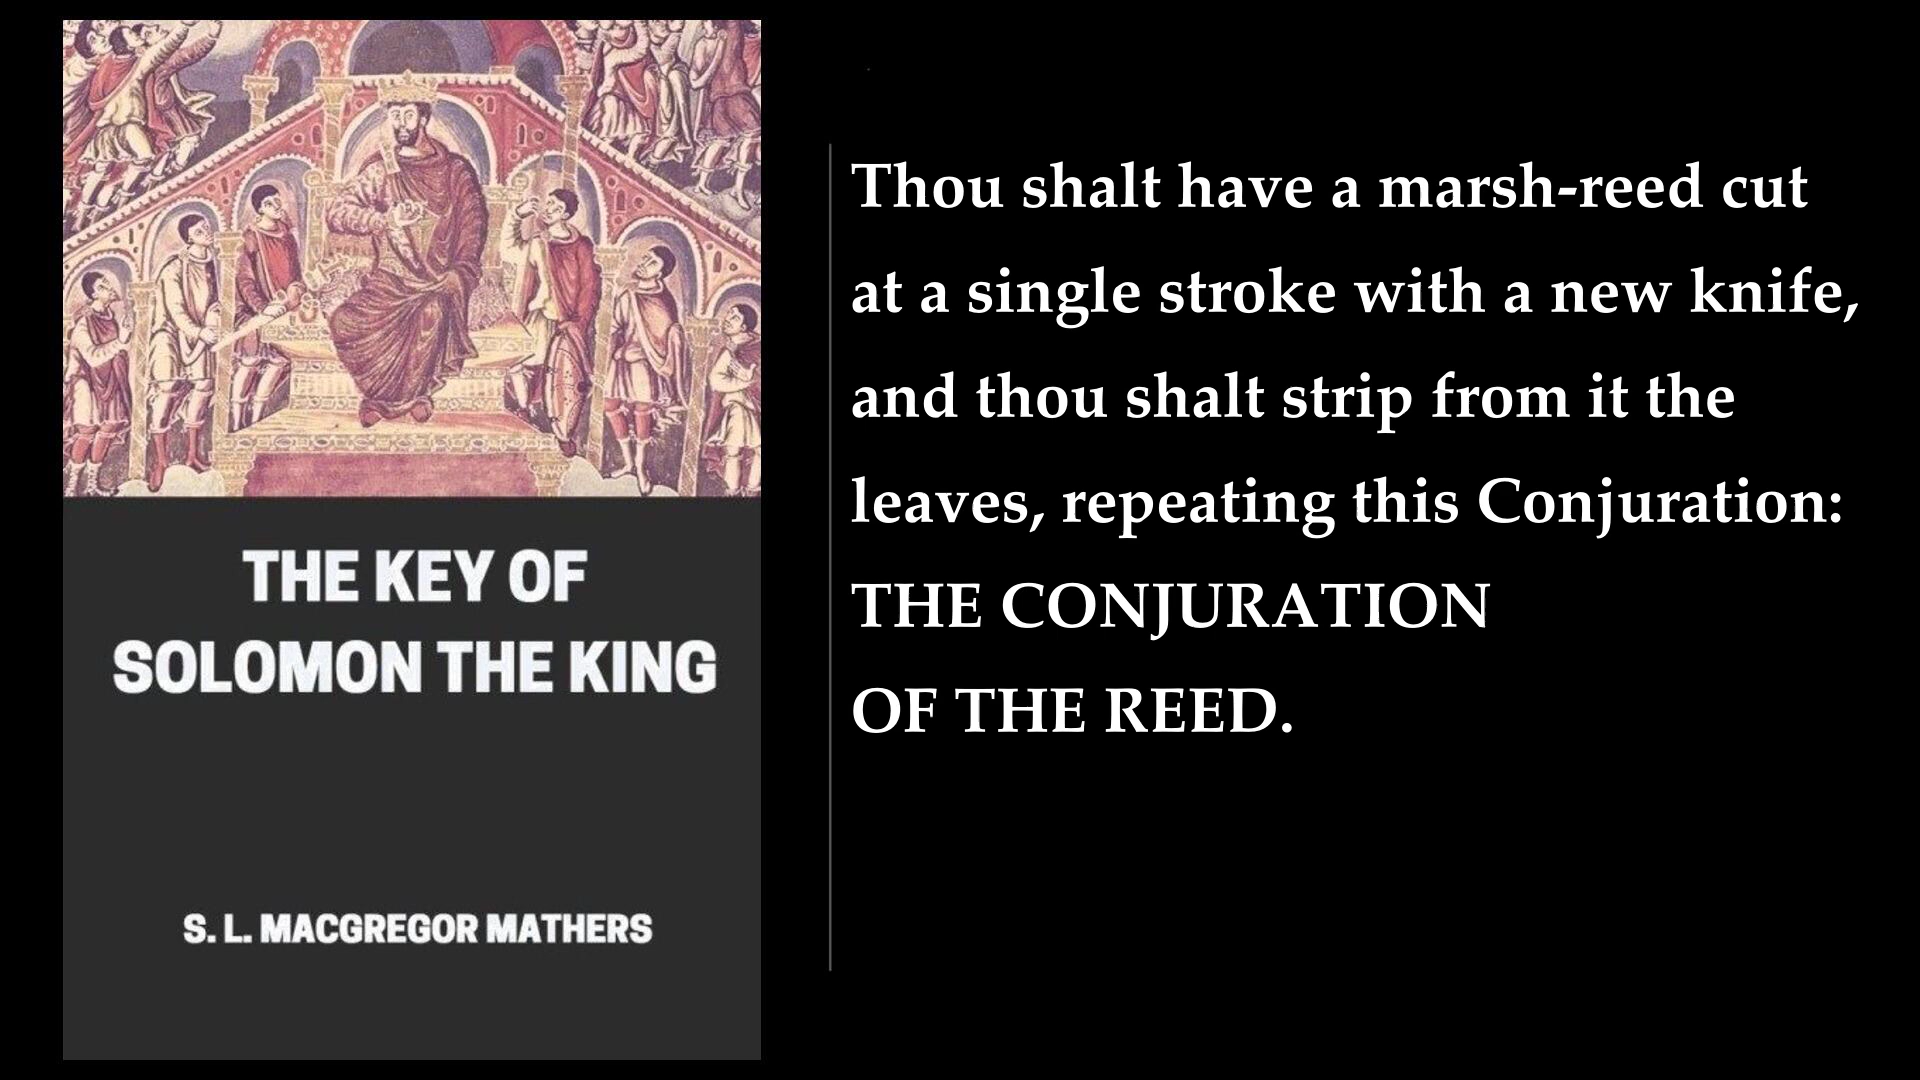 THE KEY OF
SOLOMON THE KING
S. L. MACGREGOR MATHERS
Thou shalt have a marsh-reed cut
at a single stroke with a new knife,
and thou shalt strip from it the
leaves, repeating this Conjuration:
THE CONJURATION
OF THE REED.